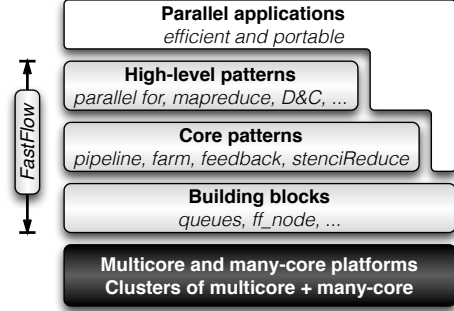 Parallel applications
efficient and portable
High-level patterns
parallel for, mapreduce, D&C, ...
FastFlow
Core patterns
pipeline, farm, feedback, stenciReduce
Building blocks
queues, ff_node, ...
Multicore and many-core platforms
Clusters of multicore + many-core